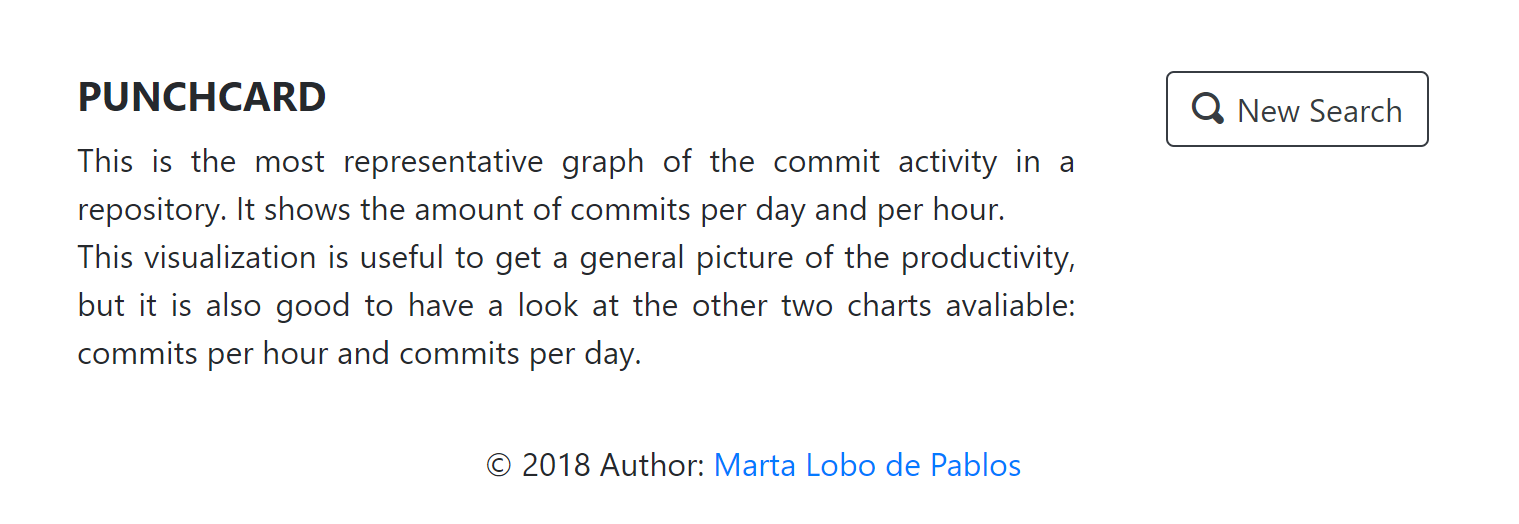 PUNCHCARD
New Search
This is the most representative graph of the commit activity in a
repository. It shows the amount of commits per day and per hour.
This visualization is useful to get a general picture of the productivity,
but it is also good to have a look at the other two charts avaliable:
commits per hour and commits per day.
© 2018 Author: Marta Lobo de Pablos